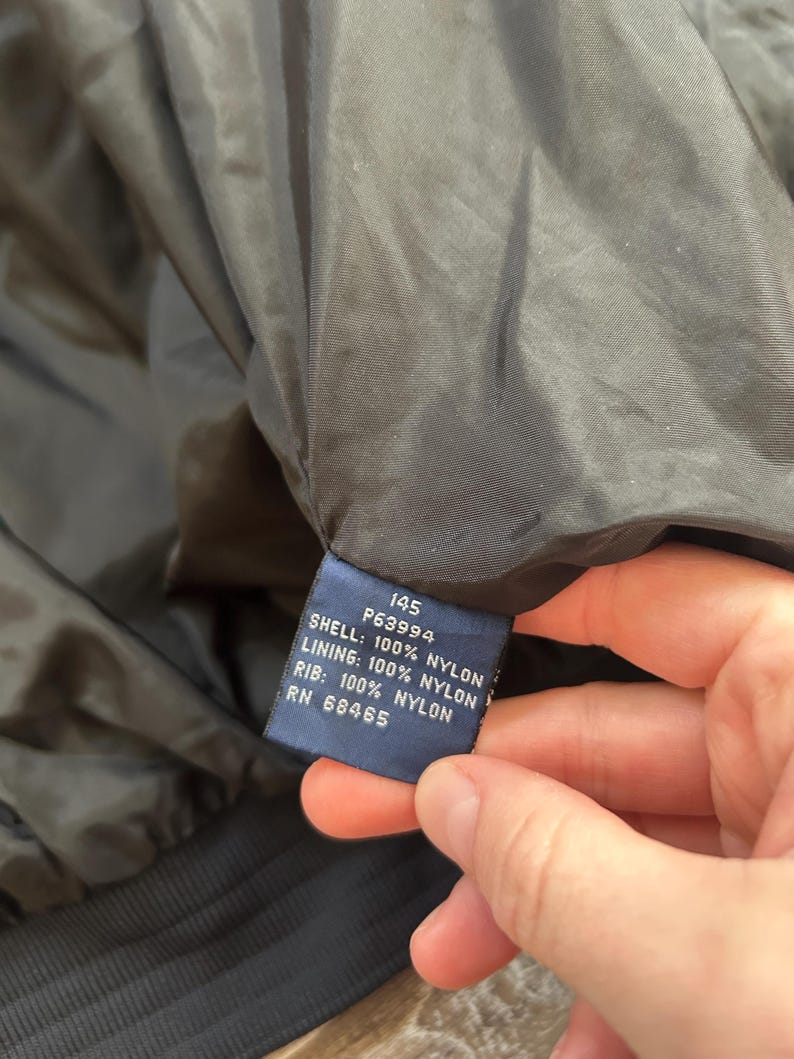 145
P63994
SHELL: 100% NYLON
LINING: 100% NYLON
RIB: 100% NYLON
RN 68465